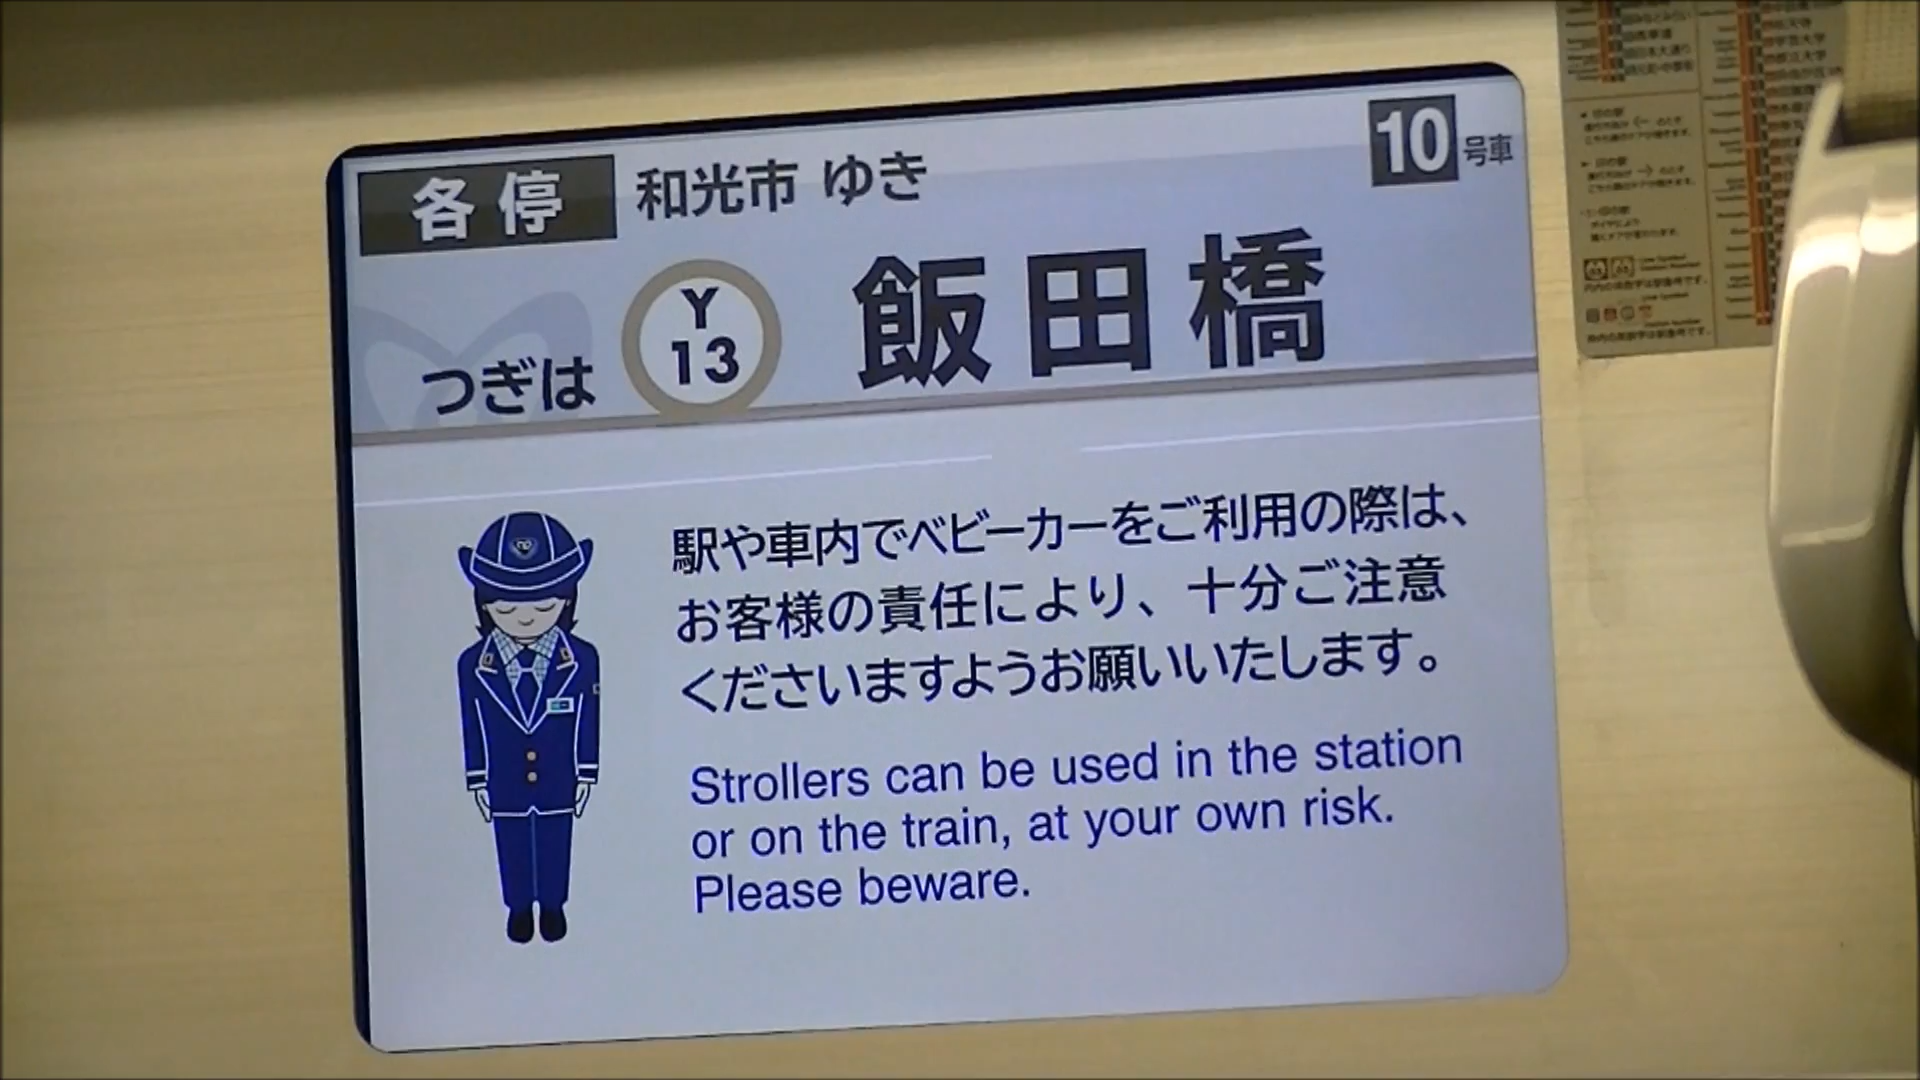 各停 和光市 ゆき 10号車
つぎは Y 13 飯田橋
駅や車内でベビーカーをご利用の際は、
お客様の責任により、十分ご注意
くださいますようお願いいたします。
Strollers can be used in the station
or on the train, at your own risk.
Please beware.